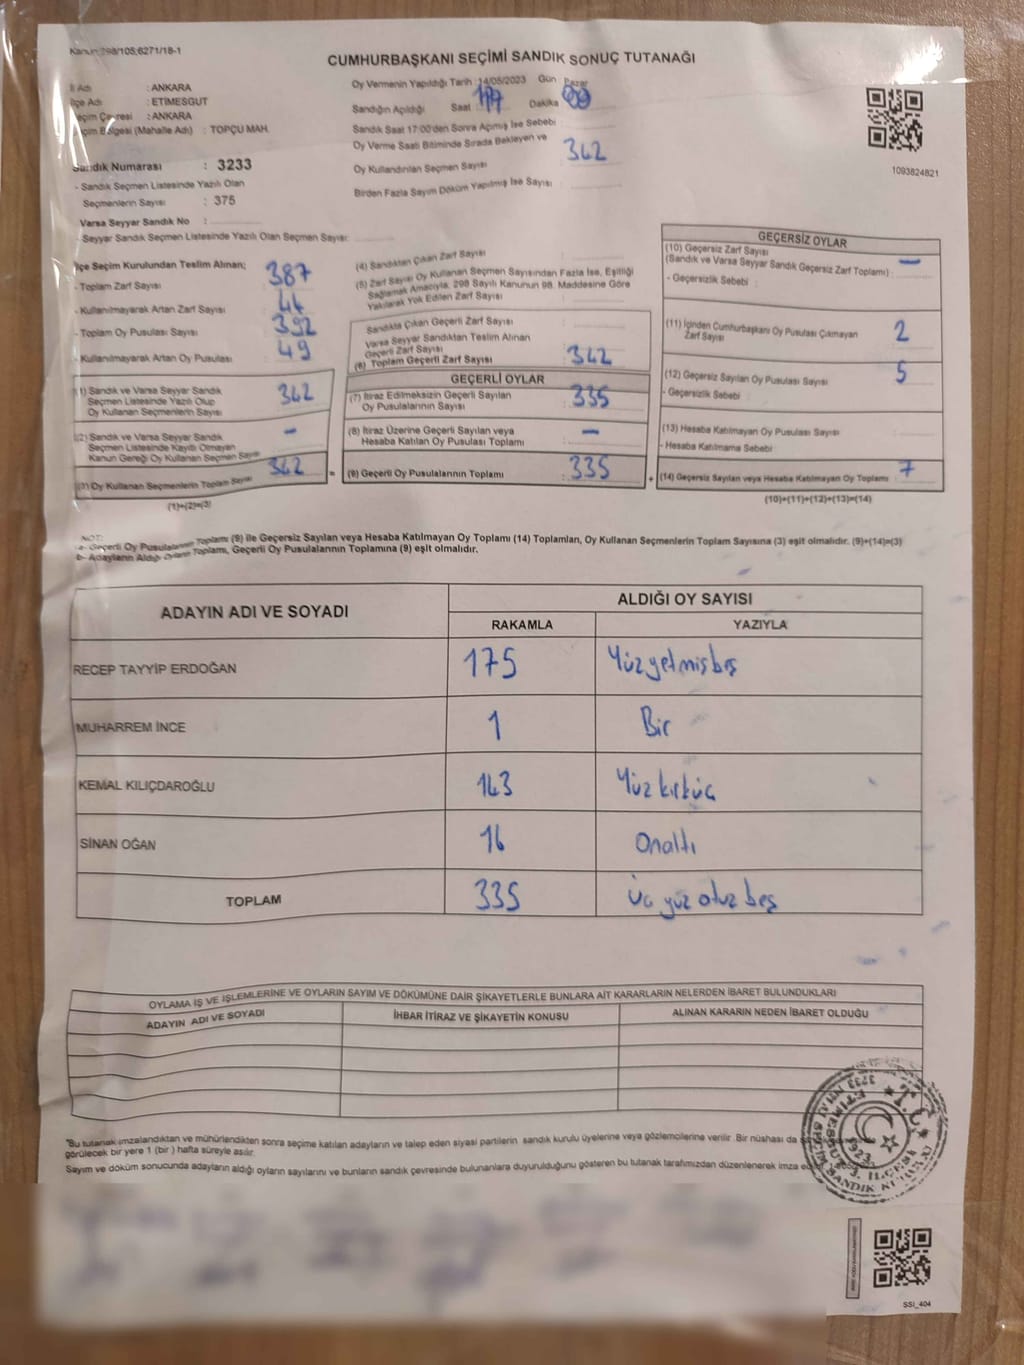 Kanun:298/105;6271/18-1
CUMHURBAŞKANI SEÇİMİ SANDIK SONUÇ TUTANAĞI
İl Adı : ANKARA
İlçe Adı : ETIMESGUT
Seçim Çevresi : ANKARA
Seçim Bölgesi (Mahalle Adı) : TOPÇU MAH.
Sandık Numarası : 3233
- Sandık Seçmen Listesinde Yazılı Olan
Seçmenlerin Sayısı : 375
Varsa Seyyar Sandık No :
- Seyyar Sandık Seçmen Listesinde Yazılı Olan Seçmen Sayısı:
Oy Vermenin Yapıldığı Tarih :14/05/2023 Gün Pazar
Sandığın Açıldığı Saat : 17 Dakika 00
Sandık Saat 17:00'den Sonra Açımış İse Sebebi :
Oy Verme Saati Bitiminde Sırada Bekleyen ve
Oy Kullandırılan Seçmen Sayısı : 342
Birden Fazla Sayım Döküm Yapılmış İse Sayısı :
1093824821
İlçe Seçim Kurulundan Teslim Alınan;
- Toplam Zarf Sayısı : 387
- Kullanılmayarak Artan Zarf Sayısı : 44
- Toplam Oy Pusulası Sayısı : 392
- Kullanılmayarak Artan Oy Pusulası : 49
(1) Sandık ve Varsa Seyyar Sandık
Seçmen Listesinde Yazılı Olup
Oy Kullanan Seçmenlerin Sayısı : 342
(2) Sandık ve Varsa Seyyar Sandık
Seçmen Listesinde Kayıtlı Olmayan
Kanun Gereği Oy Kullanan Seçmen Sayısı -
(3) Oy Kullanan Seçmenlerin Toplam Sayısı 342
(1)+(2)=(3)
(4) Sandıktan Çıkan Zarf Sayısı :
(5) Zarf Sayısı Oy Kullanan Seçmen Sayısından Fazla İse, Eşitliği
Sağlamak Amacıyla, 298 Sayılı Kanunun 98. Maddesine Göre
Yakılarak Yok Edilen Zarf Sayısı :
Sandıkta Çıkan Geçerli Zarf Sayısı :
Varsa Seyyar Sandıktan Teslim Alınan
Geçerli Zarf Sayısı :
(6) Toplam Geçerli Zarf Sayısı : 342
GEÇERLİ OYLAR
(7) İtiraz Edilmeksizin Geçerli Sayılan
Oy Pusulalarının Sayısı : 335
(8) İtiraz Üzerine Geçerli Sayılan veya
Hesaba Katılan Oy Pusulası Toplamı : -
= (9) Geçerli Oy Pusulalarının Toplamı : 335 +
GEÇERSİZ OYLAR
(10) Geçersiz Zarf Sayısı
(Sandık ve Varsa Seyyar Sandık Geçersiz Zarf Toplamı) : -
- Geçersizlik Sebebi :
(11) İçinden Cumhurbaşkanı Oy Pusulası Çıkmayan
Zarf Sayısı : 2
(12) Geçersiz Sayılan Oy Pusulası Sayısı : 5
- Geçersizlik Sebebi :
(13) Hesaba Katılmayan Oy Pusulası Sayısı :
- Hesaba Katılmama Sebebi :
(14) Geçersiz Sayılan veya Hesaba Katılmayan Oy Toplamı : 7
(10)+(11)+(12)+(13)=(14)
NOT:
a- Geçerli Oy Pusulalarının Toplamı (9) ile Geçersiz Sayılan veya Hesaba Katılmayan Oy Toplamı (14) Toplamları, Oy Kullanan Seçmenlerin Toplam Sayısına (3) eşit olmalıdır. (9)+(14)=(3)
b- Adayların Aldığı Oyların Toplamı, Geçerli Oy Pusulalarının Toplamına (9) eşit olmalıdır.
ADAYIN ADI VE SOYADI
ALDIĞI OY SAYISI
RAKAMLA YAZIYLA
RECEP TAYYİP ERDOĞAN 175 Yüzyetmişbeş
MUHARREM İNCE 1 Bir
KEMAL KILIÇDAROĞLU 143 Yüzkırküç
SİNAN OĞAN 16 Onaltı
TOPLAM 335 Üç yüz otuz beş
OYLAMA İŞ VE İŞLEMLERİNE VE OYLARIN SAYIM VE DÖKÜMÜNE DAİR ŞİKAYETLERLE BUNLARA AİT KARARLARIN NELERDEN İBARET BULUNDUKLARI
ADAYIN ADI VE SOYADI İHBAR İTİRAZ VE ŞİKAYETİN KONUSU ALINAN KARARIN NEDEN İBARET OLDUĞU
"Bu tutanak imzalandıktan ve mühürlendikten sonra seçime katılan adayların ve talep eden siyasi partilerin sandık kurulu üyelerine veya gözlemcilerine verilir. Bir nüshası da
görülecek bir yere 1 (bir) hafta süreyle asılır.
Sayım ve döküm sonucunda adayların aldığı oyların sayılarını ve bunların sandık çevresinde bulunanlara duyurulduğunu gösteren bu tutanak tarafımızdan düzenlenerek imza
T.C.
ETİMESGUT 3. İLÇE
3233
1923
SSI_404